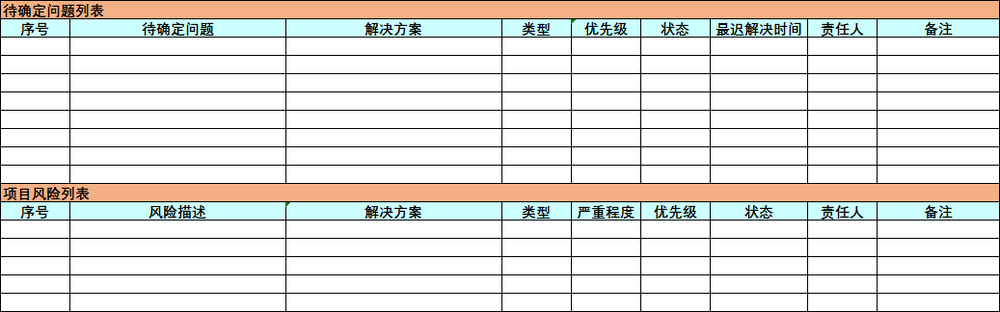 待确定问题列表
序号 待确定问题 解决方案 类型 优先级 状态 最迟解决时间 责任人 备注
项目风险列表
序号 风险描述 解决方案 类型 严重程度 优先级 状态 责任人 备注